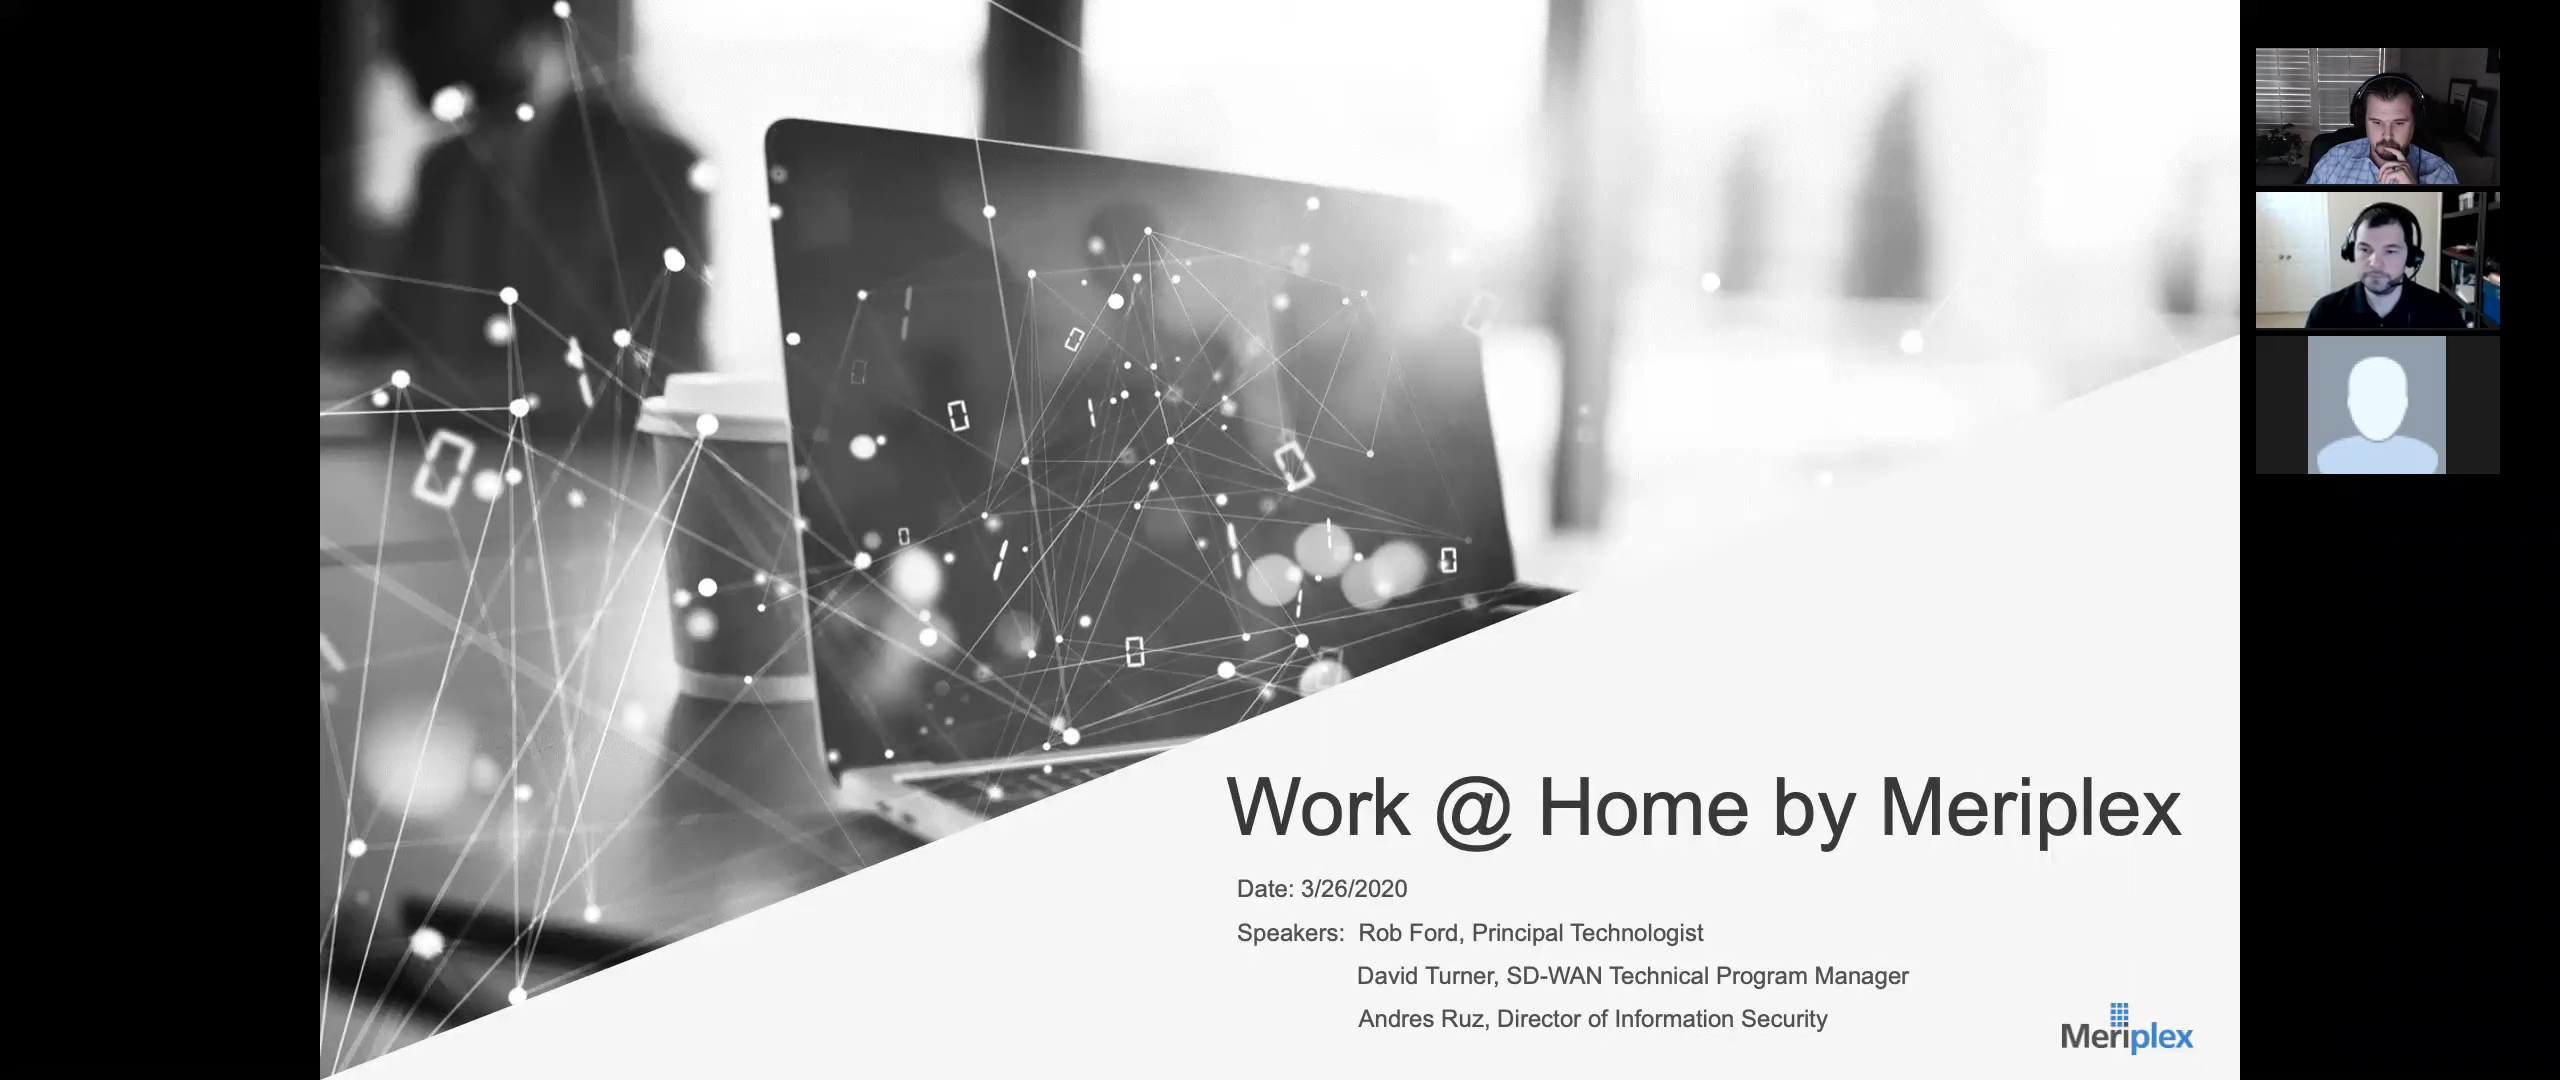 Work @ Home by Meriplex
Date: 3/26/2020
Speakers: Rob Ford, Principal Technologist
David Turner, SD-WAN Technical Program Manager
Andres Ruz, Director of Information Security
Meriplex